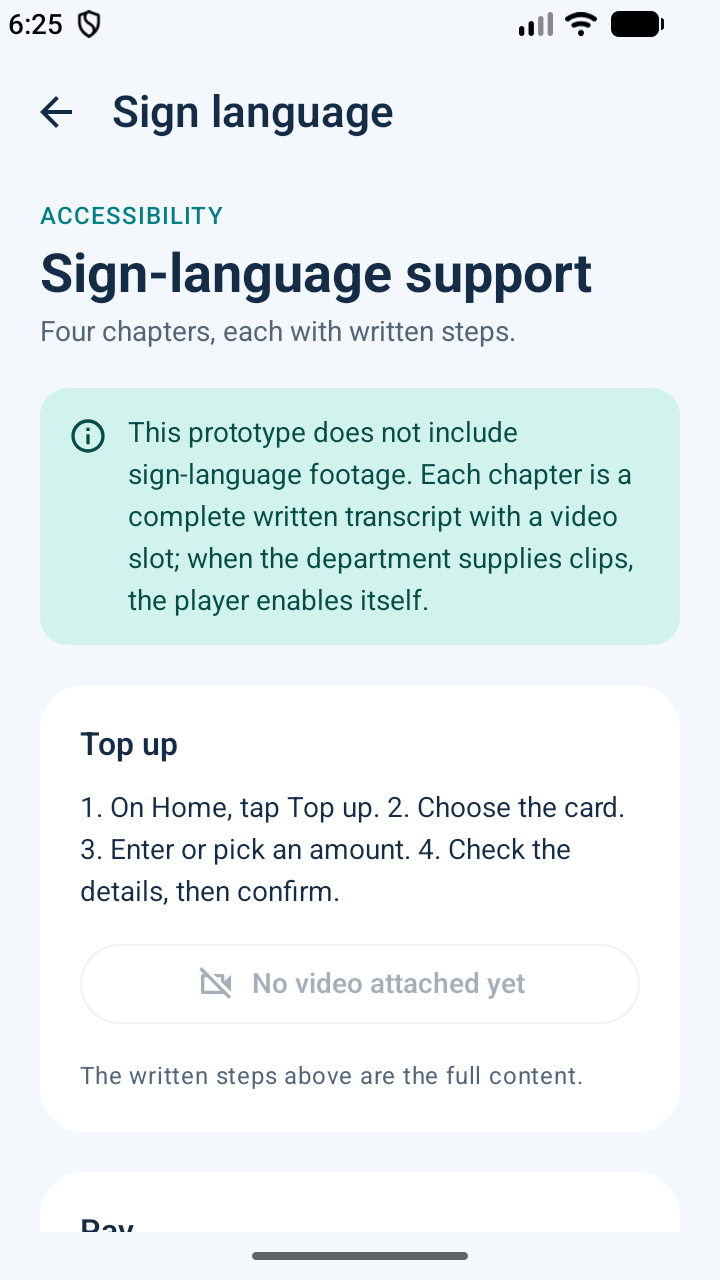 6:25
Sign language
ACCESSIBILITY
Sign-language support
Four chapters, each with written steps.
This prototype does not include
sign-language footage. Each chapter is a
complete written transcript with a video
slot; when the department supplies clips,
the player enables itself.
Top up
1. On Home, tap Top up. 2. Choose the card.
3. Enter or pick an amount. 4. Check the
details, then confirm.
No video attached yet
The written steps above are the full content.
Pay